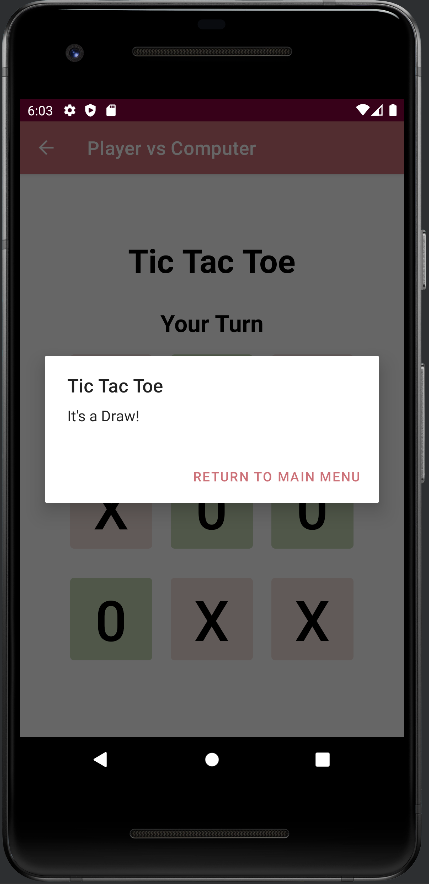 6:03
Player vs Computer
Tic Tac Toe
Your Turn
Tic Tac Toe
It's a Draw!
RETURN TO MAIN MENU
X 0 0
0 X X